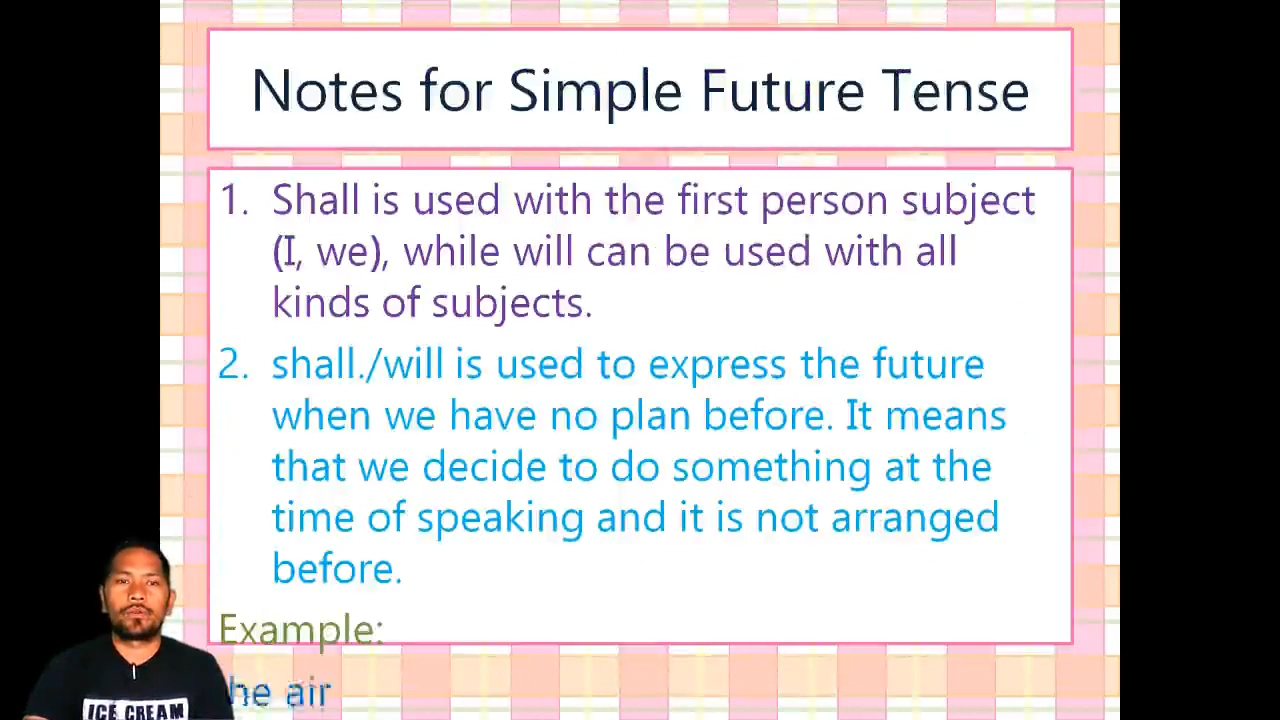 Notes for Simple Future Tense
1. Shall is used with the first person subject
(I, we), while will can be used with all
kinds of subjects.
2. shall./will is used to express the future
when we have no plan before. It means
that we decide to do something at the
time of speaking and it is not arranged
before.
Example:
he air
ICE CREAM